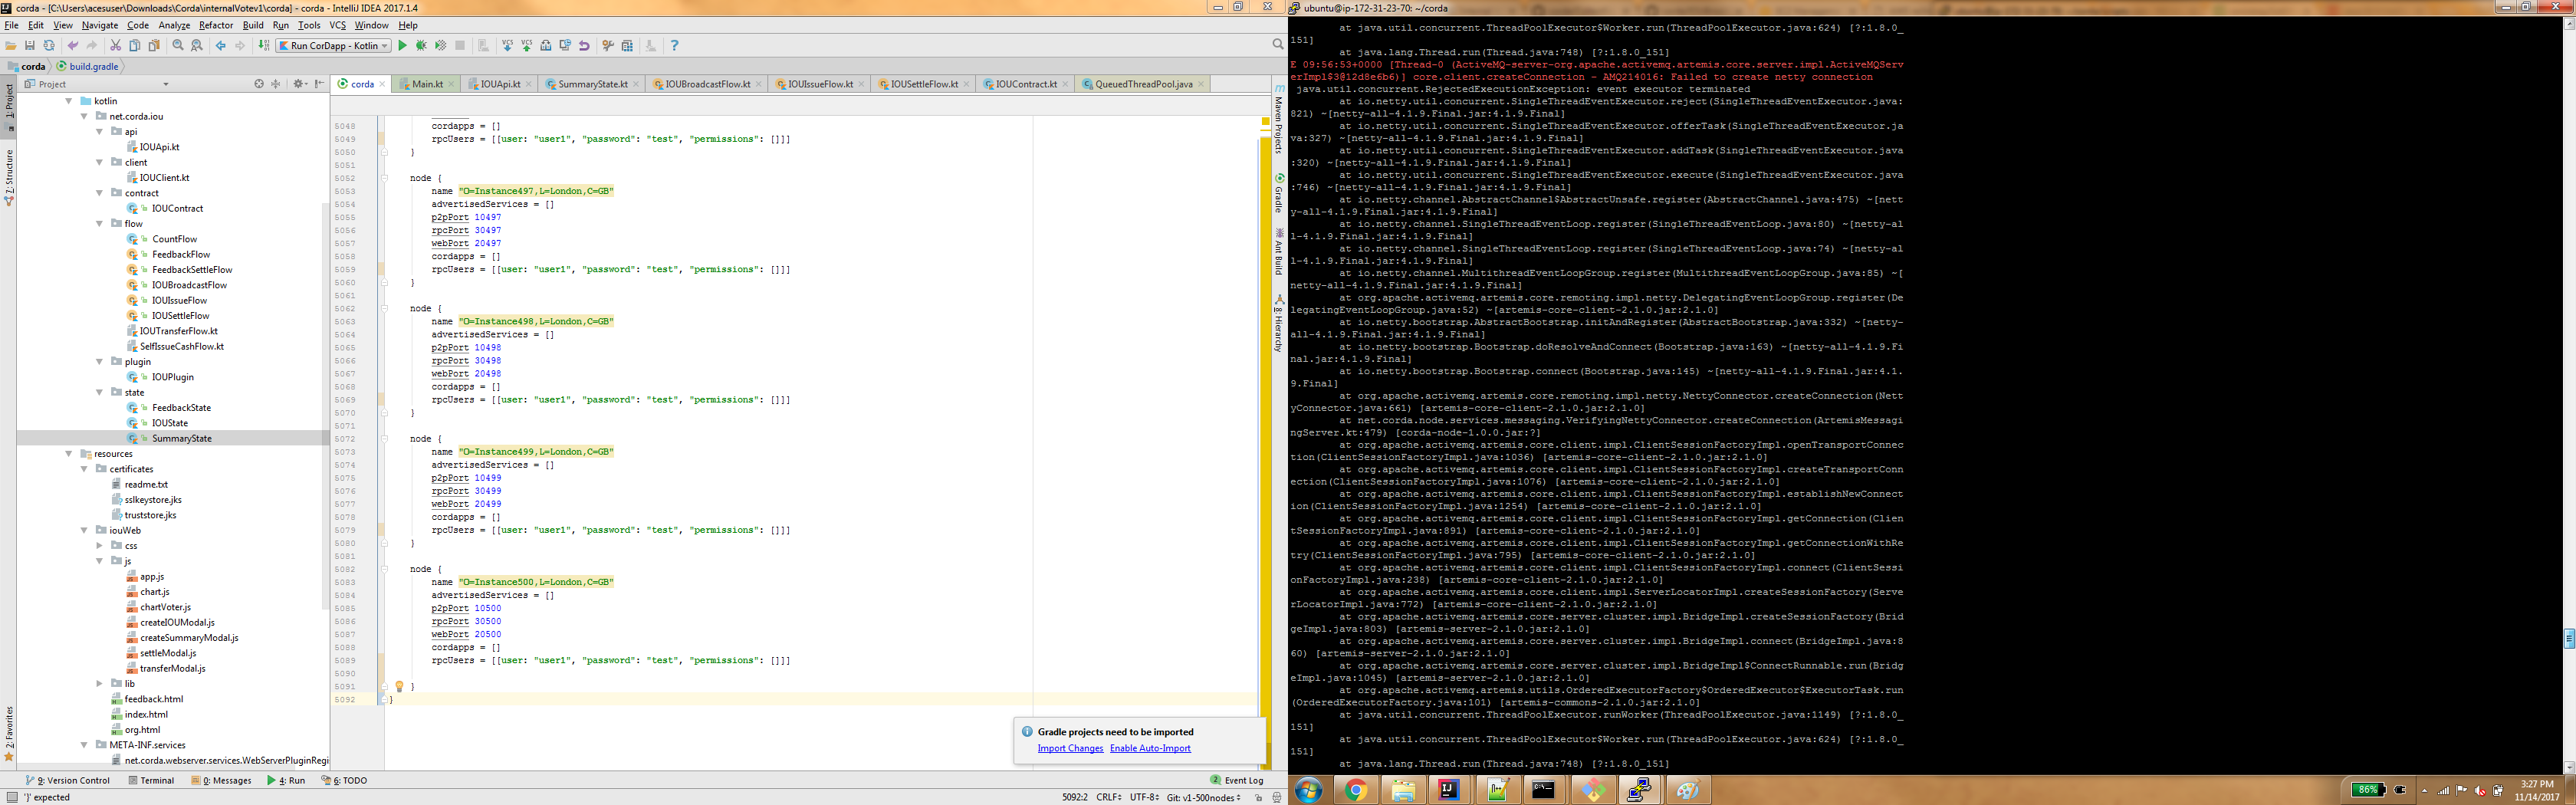 corda - [C:\Users\acesuser\Downloads\Corda\internalVotev1\corda] - corda - IntelliJ IDEA 2017.1.4
File Edit View Navigate Code Analyze Refactor Build Run Tools VCS Window Help
Run CorDapp - Kotlin
corda build.gradle
Project
corda Main.kt IOUApi.kt SummaryState.kt IOUBroadcastFlow.kt IOUIssueFlow.kt IOUSettleFlow.kt IOUContract.kt QueuedThreadPool.java
1: Project
7: Structure
2: Favorites
kotlin
net.corda.iou
api
IOUApi.kt
client
IOUClient.kt
contract
IOUContract
flow
CountFlow
FeedbackFlow
FeedbackSettleFlow
IOUBroadcastFlow
IOUIssueFlow
IOUSettleFlow
IOUTransferFlow.kt
SelfIssueCashFlow.kt
plugin
IOUPlugin
state
FeedbackState
IOUState
SummaryState
resources
certificates
readme.txt
sslkeystore.jks
truststore.jks
iouWeb
css
js
app.js
chart.js
chartVoter.js
createIOUModal.js
createSummaryModal.js
settleModal.js
transferModal.js
lib
feedback.html
index.html
org.html
META-INF.services
net.corda.webserver.services.WebServerPluginRegi
5048 cordapps = []
5049 rpcUsers = [[user: "user1", "password": "test", "permissions": []]]
5050 }
5051
5052 node {
5053 name "O=Instance497,L=London,C=GB"
5054 advertisedServices = []
5055 p2pPort 10497
5056 rpcPort 30497
5057 webPort 20497
5058 cordapps = []
5059 rpcUsers = [[user: "user1", "password": "test", "permissions": []]]
5060 }
5061
5062 node {
5063 name "O=Instance498,L=London,C=GB"
5064 advertisedServices = []
5065 p2pPort 10498
5066 rpcPort 30498
5067 webPort 20498
5068 cordapps = []
5069 rpcUsers = [[user: "user1", "password": "test", "permissions": []]]
5070 }
5071
5072 node {
5073 name "O=Instance499,L=London,C=GB"
5074 advertisedServices = []
5075 p2pPort 10499
5076 rpcPort 30499
5077 webPort 20499
5078 cordapps = []
5079 rpcUsers = [[user: "user1", "password": "test", "permissions": []]]
5080 }
5081
5082 node {
5083 name "O=Instance500,L=London,C=GB"
5084 advertisedServices = []
5085 p2pPort 10500
5086 rpcPort 30500
5087 webPort 20500
5088 cordapps = []
5089 rpcUsers = [[user: "user1", "password": "test", "permissions": []]]
5090
5091 }
5092 }
Maven Projects
Gradle
Ant Build
8: Hierarchy
Gradle projects need to be imported
Import Changes Enable Auto-Import
9: Version Control Terminal 0: Messages 4: Run 6: TODO 2 Event Log
'}' expected 5092:2 CRLF÷ UTF-8÷ Git: v1-500nodes÷
ubuntu@ip-172-31-23-70: ~/corda
at java.util.concurrent.ThreadPoolExecutor$Worker.run(ThreadPoolExecutor.java:624) [?:1.8.0_
151]
at java.lang.Thread.run(Thread.java:748) [?:1.8.0_151]
E 09:56:53+0000 [Thread-0 (ActiveMQ-server-org.apache.activemq.artemis.core.server.impl.ActiveMQServ
erImpl$3@12d8e6b6)] core.client.createConnection - AMQ214016: Failed to create netty connection
java.util.concurrent.RejectedExecutionException: event executor terminated
at io.netty.util.concurrent.SingleThreadEventExecutor.reject(SingleThreadEventExecutor.java:
821) ~[netty-all-4.1.9.Final.jar:4.1.9.Final]
at io.netty.util.concurrent.SingleThreadEventExecutor.offerTask(SingleThreadEventExecutor.ja
va:327) ~[netty-all-4.1.9.Final.jar:4.1.9.Final]
at io.netty.util.concurrent.SingleThreadEventExecutor.addTask(SingleThreadEventExecutor.java
:320) ~[netty-all-4.1.9.Final.jar:4.1.9.Final]
at io.netty.util.concurrent.SingleThreadEventExecutor.execute(SingleThreadEventExecutor.java
:746) ~[netty-all-4.1.9.Final.jar:4.1.9.Final]
at io.netty.channel.AbstractChannel$AbstractUnsafe.register(AbstractChannel.java:475) ~[nett
y-all-4.1.9.Final.jar:4.1.9.Final]
at io.netty.channel.SingleThreadEventLoop.register(SingleThreadEventLoop.java:80) ~[netty-al
l-4.1.9.Final.jar:4.1.9.Final]
at io.netty.channel.SingleThreadEventLoop.register(SingleThreadEventLoop.java:74) ~[netty-al
l-4.1.9.Final.jar:4.1.9.Final]
at io.netty.channel.MultithreadEventLoopGroup.register(MultithreadEventLoopGroup.java:85) ~[
netty-all-4.1.9.Final.jar:4.1.9.Final]
at org.apache.activemq.artemis.core.remoting.impl.netty.DelegatingEventLoopGroup.register(De
legatingEventLoopGroup.java:52) ~[artemis-core-client-2.1.0.jar:2.1.0]
at io.netty.bootstrap.AbstractBootstrap.initAndRegister(AbstractBootstrap.java:332) ~[netty-
all-4.1.9.Final.jar:4.1.9.Final]
at io.netty.bootstrap.Bootstrap.doResolveAndConnect(Bootstrap.java:163) ~[netty-all-4.1.9.Fi
nal.jar:4.1.9.Final]
at io.netty.bootstrap.Bootstrap.connect(Bootstrap.java:145) ~[netty-all-4.1.9.Final.jar:4.1.
9.Final]
at org.apache.activemq.artemis.core.remoting.impl.netty.NettyConnector.createConnection(Nett
yConnector.java:661) [artemis-core-client-2.1.0.jar:2.1.0]
at net.corda.node.services.messaging.VerifyingNettyConnector.createConnection(ArtemisMessagi
ngServer.kt:479) [corda-node-1.0.0.jar:?]
at org.apache.activemq.artemis.core.client.impl.ClientSessionFactoryImpl.openTransportConnec
tion(ClientSessionFactoryImpl.java:1036) [artemis-core-client-2.1.0.jar:2.1.0]
at org.apache.activemq.artemis.core.client.impl.ClientSessionFactoryImpl.createTransportConn
ection(ClientSessionFactoryImpl.java:1076) [artemis-core-client-2.1.0.jar:2.1.0]
at org.apache.activemq.artemis.core.client.impl.ClientSessionFactoryImpl.establishNewConnect
ion(ClientSessionFactoryImpl.java:1254) [artemis-core-client-2.1.0.jar:2.1.0]
at org.apache.activemq.artemis.core.client.impl.ClientSessionFactoryImpl.getConnection(Clien
tSessionFactoryImpl.java:891) [artemis-core-client-2.1.0.jar:2.1.0]
at org.apache.activemq.artemis.core.client.impl.ClientSessionFactoryImpl.getConnectionWithRe
try(ClientSessionFactoryImpl.java:795) [artemis-core-client-2.1.0.jar:2.1.0]
at org.apache.activemq.artemis.core.client.impl.ClientSessionFactoryImpl.connect(ClientSessi
onFactoryImpl.java:238) [artemis-core-client-2.1.0.jar:2.1.0]
at org.apache.activemq.artemis.core.client.impl.ServerLocatorImpl.createSessionFactory(Serve
rLocatorImpl.java:772) [artemis-core-client-2.1.0.jar:2.1.0]
at org.apache.activemq.artemis.core.server.cluster.impl.BridgeImpl.createSessionFactory(Brid
geImpl.java:803) [artemis-server-2.1.0.jar:2.1.0]
at org.apache.activemq.artemis.core.server.cluster.impl.BridgeImpl.connect(BridgeImpl.java:8
60) [artemis-server-2.1.0.jar:2.1.0]
at org.apache.activemq.artemis.core.server.cluster.impl.BridgeImpl$ConnectRunnable.run(Bridg
eImpl.java:1045) [artemis-server-2.1.0.jar:2.1.0]
at org.apache.activemq.artemis.utils.OrderedExecutorFactory$OrderedExecutor$ExecutorTask.run
(OrderedExecutorFactory.java:101) [artemis-commons-2.1.0.jar:2.1.0]
at java.util.concurrent.ThreadPoolExecutor.runWorker(ThreadPoolExecutor.java:1149) [?:1.8.0_
151]
at java.util.concurrent.ThreadPoolExecutor$Worker.run(ThreadPoolExecutor.java:624) [?:1.8.0_
151]
at java.lang.Thread.run(Thread.java:748) [?:1.8.0_151]
86%
3:27 PM
11/14/2017